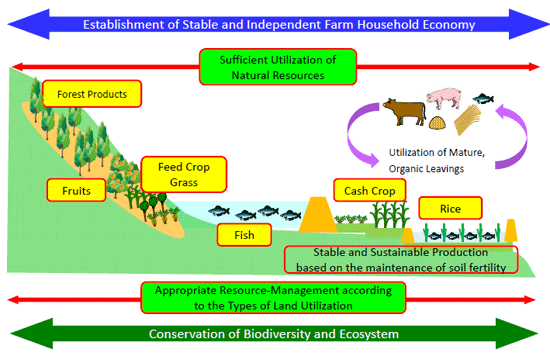 Establishment of Stable and Independent Farm Household Economy
Sufficient Utilization of
Natural Resources
Forest Products
Fruits
Feed Crop
Grass
Fish
Cash Crop
Rice
Utilization of Mature,
Organic Leavings
Stable and Sustainable Production
based on the maintenance of soil fertility
Appropriate Resource-Management according
to the Types of Land Utilization
Conservation of Biodiversity and Ecosystem